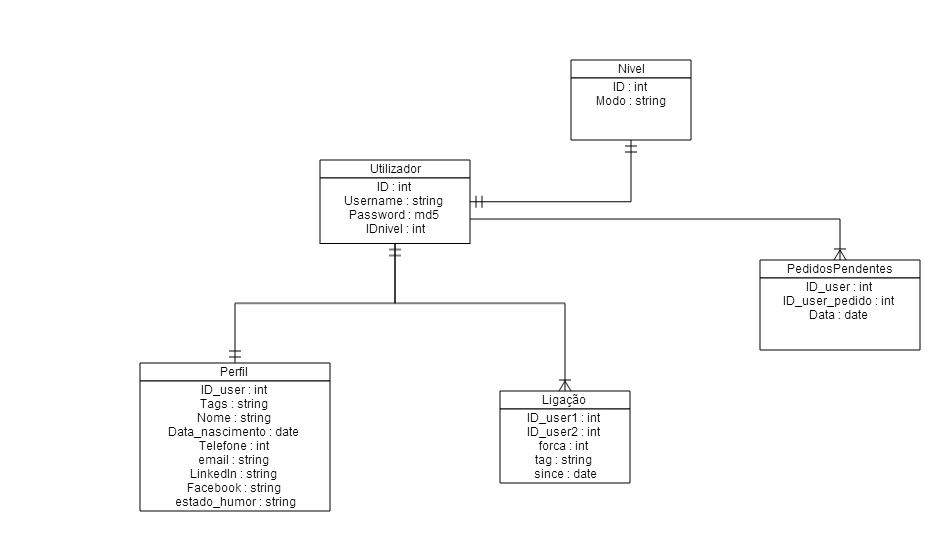 Nivel
ID : int
Modo : string
Utilizador
ID : int
Username : string
Password : md5
IDnivel : int
PedidosPendentes
ID_user : int
ID_user_pedido : int
Data : date
Perfil
ID_user : int
Tags : string
Nome : string
Data_nascimento : date
Telefone : int
email : string
LinkedIn : string
Facebook : string
estado_humor : string
Ligação
ID_user1 : int
ID_user2 : int
forca : int
tag : string
since : date